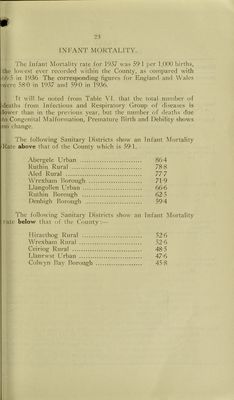 23
INFANT MORTALITY.
The Infant Mortality rate for 1937 was 59·1 per 1,000 births,
the lowest ever recorded within the County, as compared with
66·5 in 1936 The corresponding figures for England and Wales
were 58·0 in 1937 and 59·0 in 1936.
It will be noted from Table VI. that the total number of
deaths from Infectious and Respiratory Group of diseases is
lower than in the previous year, but the number of deaths due
to Congenital Malformation, Premature Birth and Debility shows
no change.
The following Sanitary Districts show an Infant Mortality
Rate above that of the County which is 59·1.
Abergele Urban ........................ 86·4
Ruthin Rural ........................ 78·8
Aled Rural ........................ 77·7
Wrexham Borough ........................ 71·9
Llangollen Urban ........................ 66·6
Ruthin Borough ........................ 62·5
Denbigh Borough ........................ 59·4
The following Sanitary Districts show an Infant Mortality
rate below that of the County:—
Hiraethog Rural ........................ 52·6
Wrexham Rural ........................ 52·6
Ceiriog Rural ........................ 48·5
Llanrwst Urban ........................ 47·6
Colwyn Bay Borough .................. 45·8